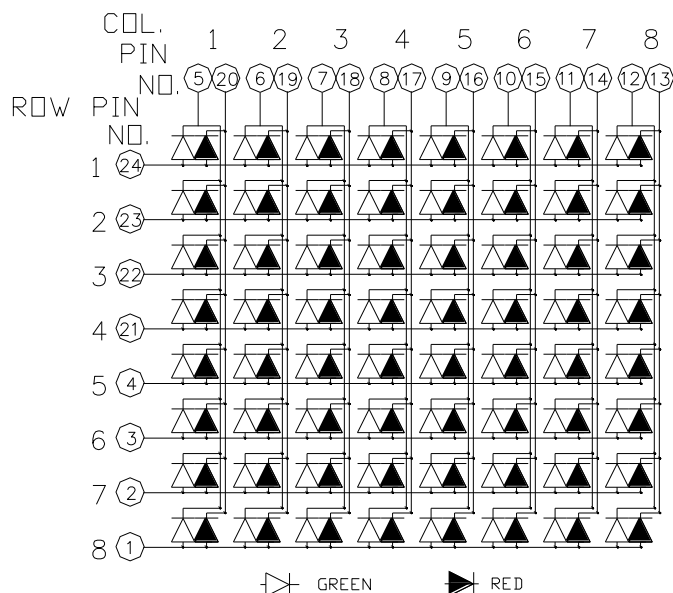 COL. 1 2 3 4 5 6 7 8
PIN
NO. 5 20 6 19 7 18 8 17 9 16 10 15 11 14 12 13
ROW PIN
NO.
1 24
2 23
3 22
4 21
5 4
6 3
7 2
8 1
GREEN RED